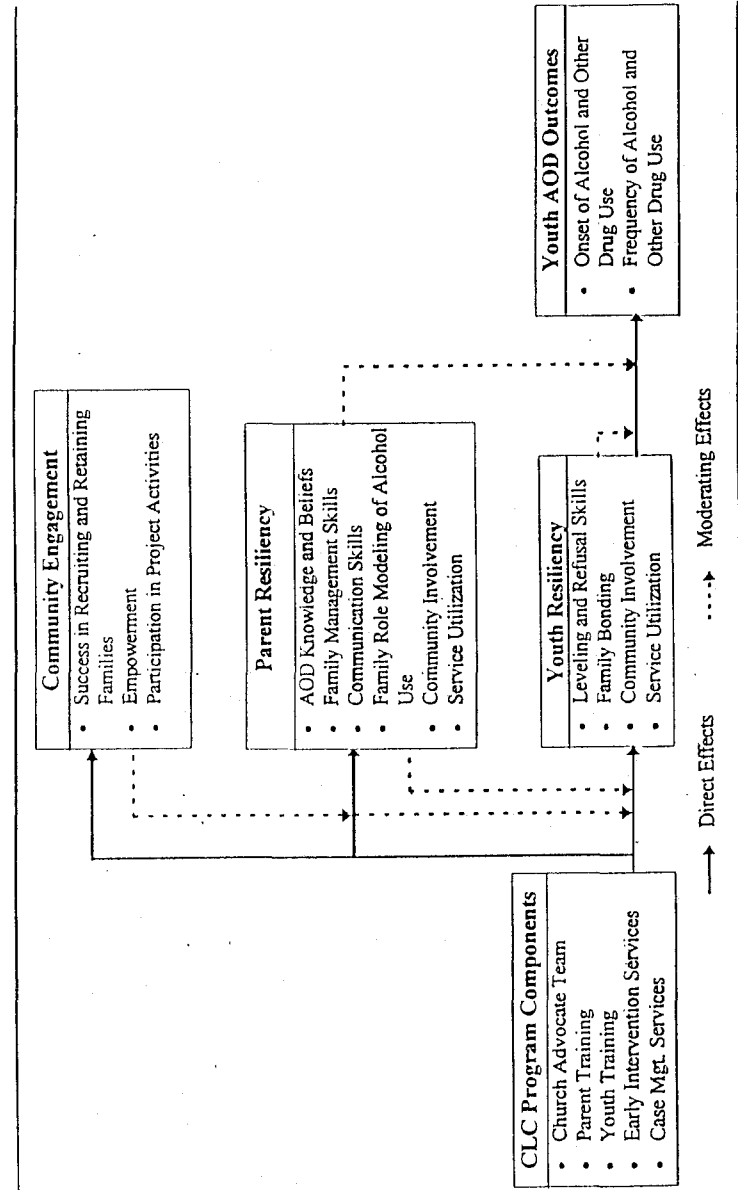 Community Engagement
• Success in Recruiting and Retaining
Families
• Empowerment
• Participation in Project Activities
Parent Resiliency
• AOD Knowledge and Beliefs
• Family Management Skills
• Communication Skills
• Family Role Modeling of Alcohol
Use
• Community Involvement
• Service Utilization
CLC Program Components
• Church Advocate Team
• Parent Training
• Youth Training
• Early Intervention Services
• Case Mgt. Services
Youth Resiliency
• Leveling and Refusal Skills
• Family Bonding
• Community Involvement
• Service Utilization
Youth AOD Outcomes
• Onset of Alcohol and Other
Drug Use
• Frequency of Alcohol and
Other Drug Use
Direct Effects
Moderating Effects